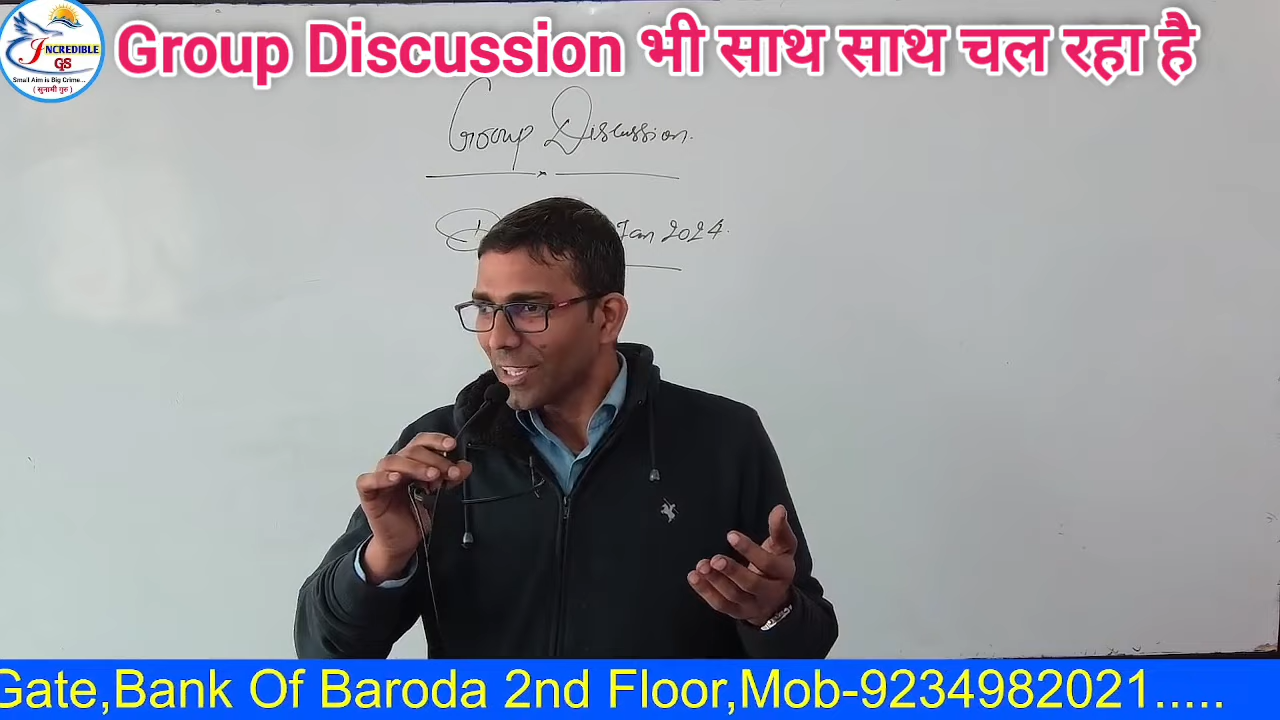 INCREDIBLE
GS
Small Aim is Big Crime...
( सुनामी गुरु )
Group Discussion भी साथ साथ चल रहा है
Group Discussion
Jan 2024
Gate,Bank Of Baroda 2nd Floor,Mob-9234982021.....